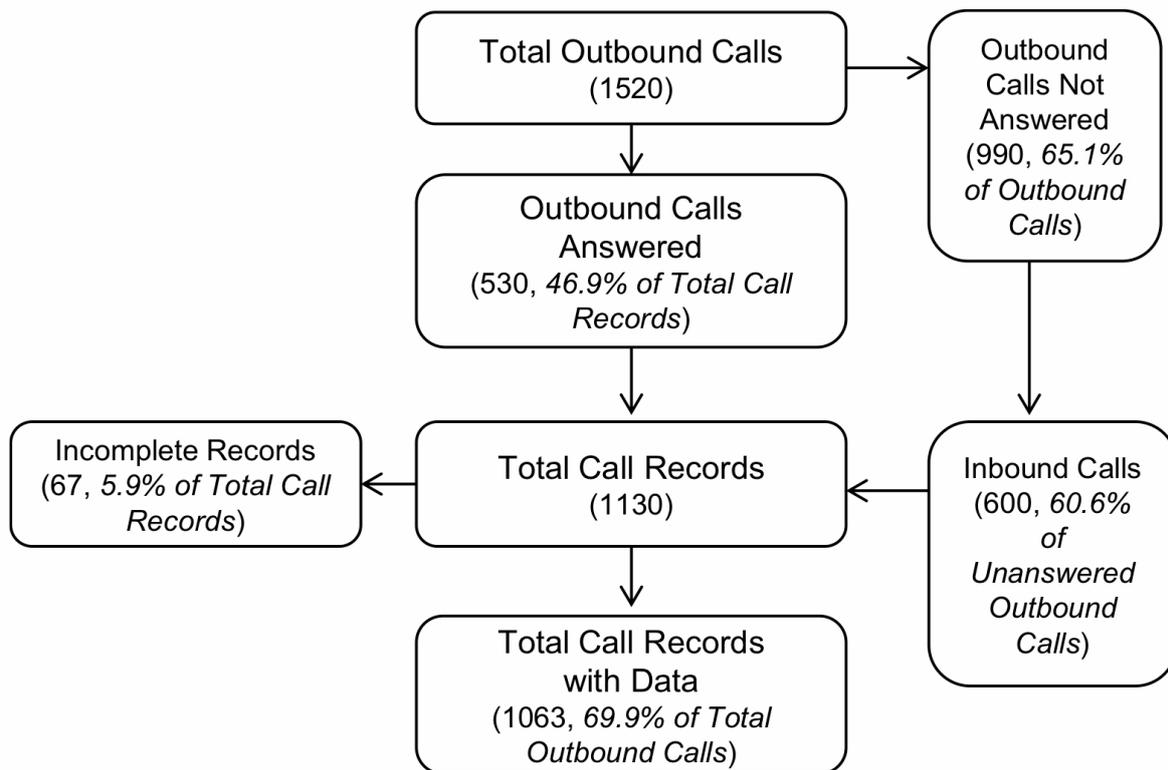 Total Outbound Calls
(1520)
Outbound
Calls Not
Answered
(990, 65.1%
of Outbound
Calls)
Outbound Calls
Answered
(530, 46.9% of Total Call
Records)
Incomplete Records
(67, 5.9% of Total Call
Records)
Total Call Records
(1130)
Inbound Calls
(600, 60.6%
of
Unanswered
Outbound
Calls)
Total Call Records
with Data
(1063, 69.9% of Total
Outbound Calls)